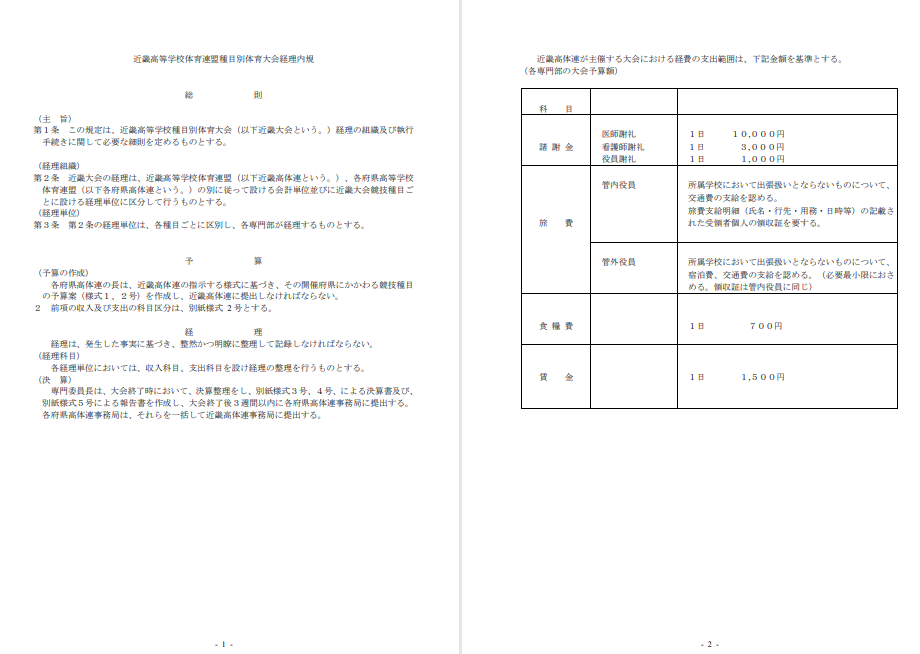 近畿高等学校体育連盟種目別体育大会経理内規
総　　　則
（主　旨）
第１条　この規定は、近畿高等学校種目別体育大会（以下近畿大会という。）経理の組織及び執行
手続きに関して必要な細則を定めるものとする。
（経理組織）
第２条　近畿大会の経理は、近畿高等学校体育連盟（以下近畿高体連という。）、各府県高等学校
体育連盟（以下各府県高体連という。）の別に従って設ける会計単位並びに近畿大会競技種目ご
とに設ける経理単位に区分して行うものとする。
（経理単位）
第３条　第２条の経理単位は、各種目ごとに区別し、各専門部が経理するものとする。
予　　　算
（予算の作成）
各府県高体連の長は、近畿高体連の指示する様式に基づき、その開催府県にかかわる競技種目
の予算案（様式１、２号）を作成し、近畿高体連に提出しなければならない。
２　前項の収入及び支出の科目区分は、別紙様式 2 号とする。
経　　　理
経理は、発生した事実に基づき、整然かつ明瞭に整理して記録しなければならない。
（経理科目）
各経理単位においては、収入科目、支出科目を設け経理の整理を行うものとする。
（決　算）
専門委員長は、大会終了時において、決算整理をし、別紙様式３号、４号、による決算書及び、
別紙様式５号による報告書を作成し、大会終了後３週間以内に各府県高体連事務局に提出する。
各府県高体連事務局は、それらを一括して近畿高体連事務局に提出する。
- 1 -
近畿高体連が主催する大会における経費の支出範囲は、下記金額を基準とする。
（各専門部の大会予算額）
科　目
諸 謝 金
医師謝礼　１日　１０,０００円
看護師謝礼　１日　３,０００円
役員謝礼　１日　１,０００円
旅　費
管内役員　所属学校において出張扱いとならないものについて、
交通費の支給を認める。
旅費支給明細（氏名・行先・用務・日時等）の記載さ
れた受領者個人の領収証を要する。
管外役員　所属学校において出張扱いとならないものについて、
宿泊費、交通費の支給を認める。（必要最小限におさ
める。領収証は管内役員に同じ）
食 糧 費　１日　７００円
賃　金　１日　１,５００円
- 2 -